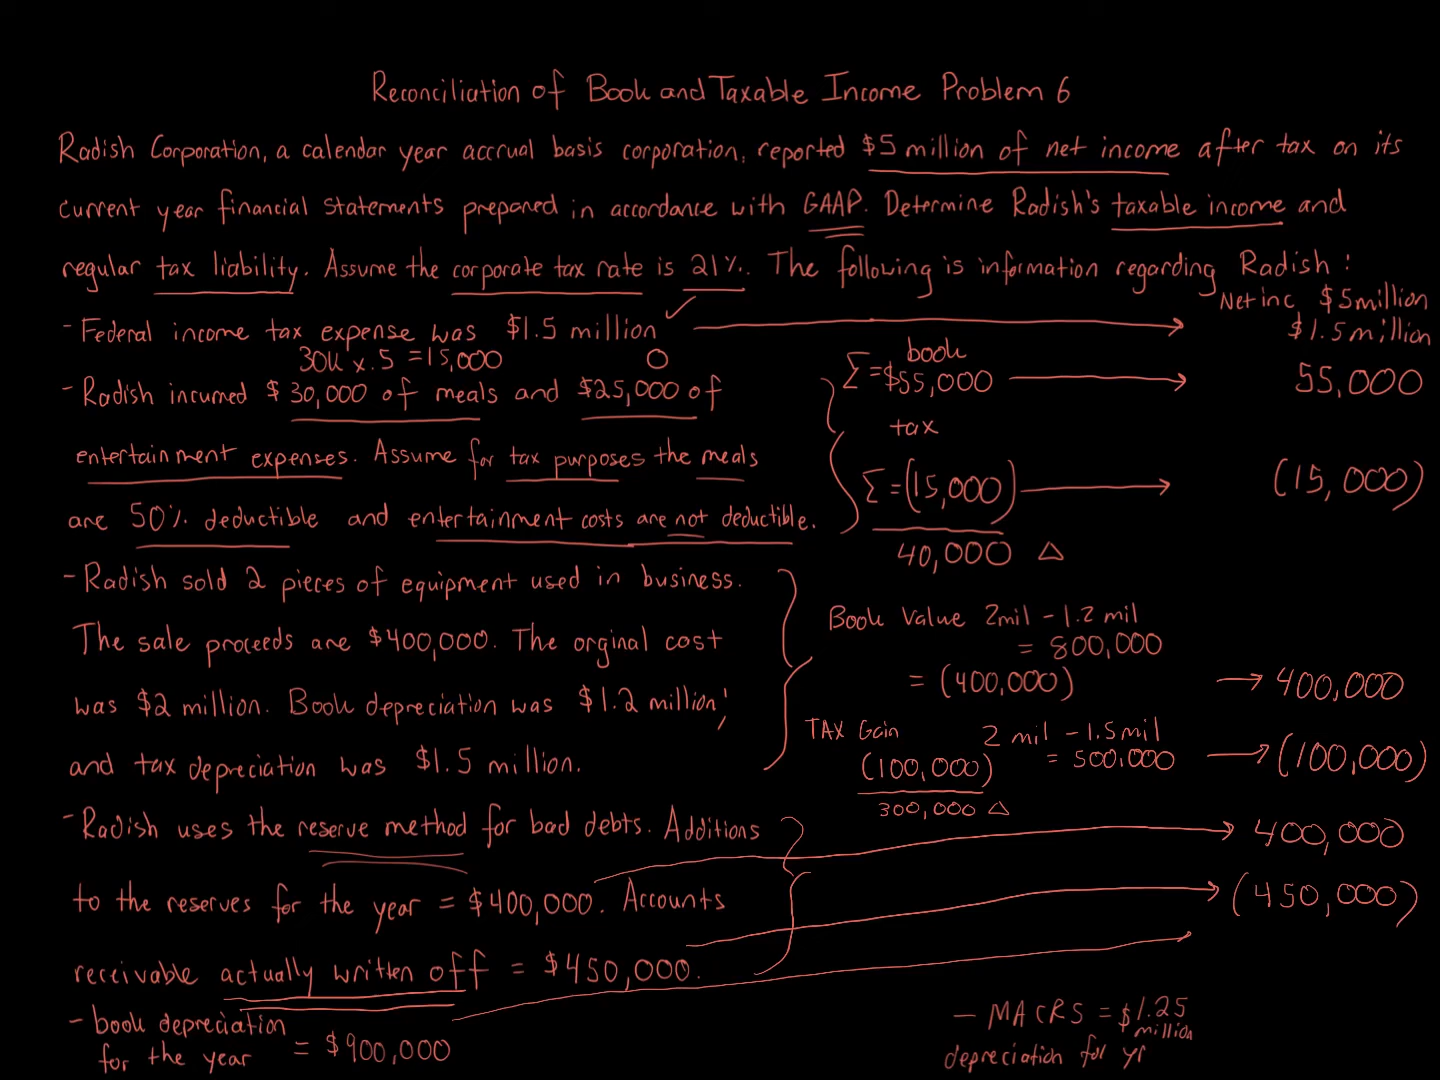 Reconciliation of Book and Taxable Income Problem 6
Radish Corporation, a calendar year accrual basis corporation, reported $5 million of net income after tax on its
current year financial statements prepared in accordance with GAAP. Determine Radish's taxable income and
regular tax liability. Assume the corporate tax rate is 21%. The following is information regarding Radish:
Net inc $5million
$1.5million
- Federal income tax expense was $1.5 million
30k x .5 = 15,000
0
book
Σ = $55,000
55,000
- Radish incurred $30,000 of meals and $25,000 of
tax
entertainment expenses. Assume for tax purposes the meals
Σ = (15,000)
(15,000)
are 50% deductible and entertainment costs are not deductible.
40,000 △
- Radish sold 2 pieces of equipment used in business.
Book Value 2mil - 1.2 mil
= 800,000
The sale proceeds are $400,000. The orginal cost
= (400,000)
→ 400,000
was $2 million. Book depreciation was $1.2 million;
TAX Gain 2 mil - 1.5mil
= 500,000
→ (100,000)
and tax depreciation was $1.5 million.
(100,000)
300,000 △
- Radish uses the reserve method for bad debts. Additions
400,000
to the reserves for the year = $400,000. Accounts
(450,000)
receivable actually written off = $450,000.
- book depreciation
for the year = $900,000
- MACRS = $1.25
million
depreciation for yr